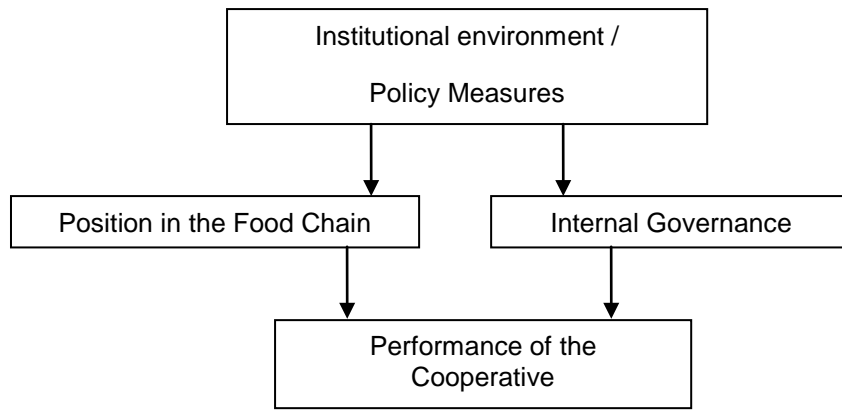 Institutional environment /
Policy Measures
Position in the Food Chain
Internal Governance
Performance of the
Cooperative